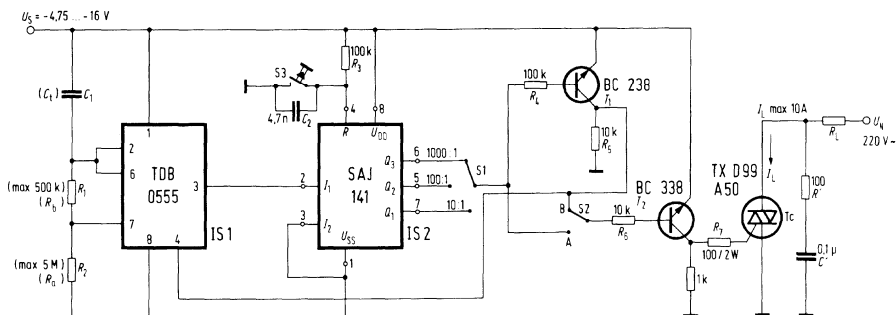 U_S = -4,75 ... -16 V
(C_t) C_1
(max 500 k) R_1
(R_b)
(max 5 M) R_2
(R_a)
1
2
6
7
8
4
3
TDB
0555
IS 1
S3
4,7 n C_2
100 k
R_3
4
8
R
U_DD
2 I_1
3 I_2
SAJ
141
Q_3 6 1000:1
Q_2 5 100:1
Q_1 7 10:1
U_SS
1
IS 2
S1
100 k
R_4
BC 238
T_1
10 k
R_5
B
S2
A
10 k
R_6
BC 338
T_2
1 k
R_7
100 / 2 W
TX D99
A50
Tc
I_L max 10 A
I_L
R_L
U_N
220 V~
100
R'
0,1 µ
C'